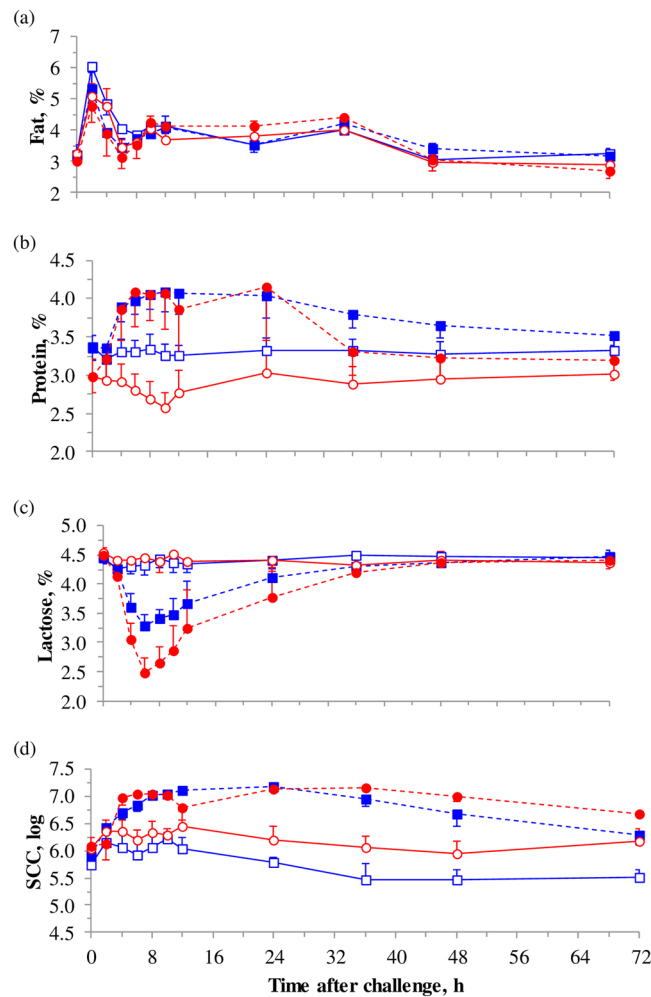 (a)
7
6
5
4
3
2
Fat, %
(b)
4.5
4.0
3.5
3.0
2.5
2.0
Protein, %
(c)
5.0
4.5
4.0
3.5
3.0
2.5
2.0
Lactose, %
(d)
7.5
7.0
6.5
6.0
5.5
5.0
4.5
SCC, log
0 8 16 24 32 40 48 56 64 72
Time after challenge, h